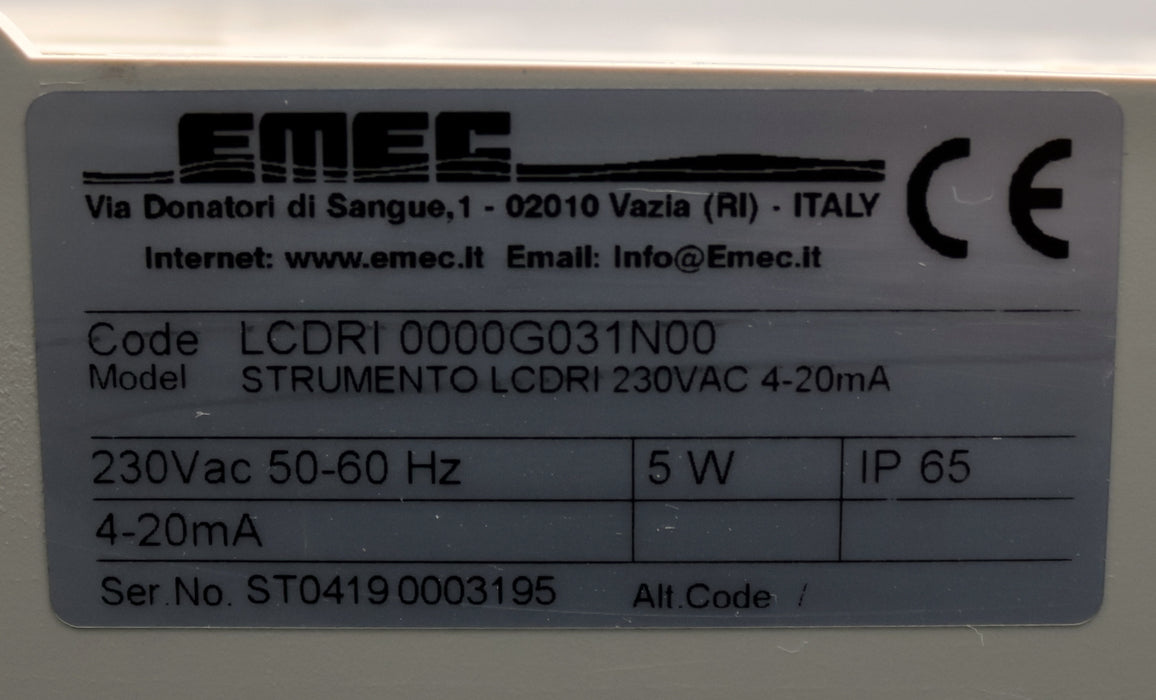 EMEC
Via Donatori di Sangue,1 - 02010 Vazia (RI) - ITALY
Internet: www.emec.it Email: Info@Emec.it
CE
Code LCDRI 0000G031N00
Model STRUMENTO LCDRI 230VAC 4-20mA
230Vac 50-60 Hz 5 W IP 65
4-20mA
Ser.No. ST0419 0003195 Alt.Code /